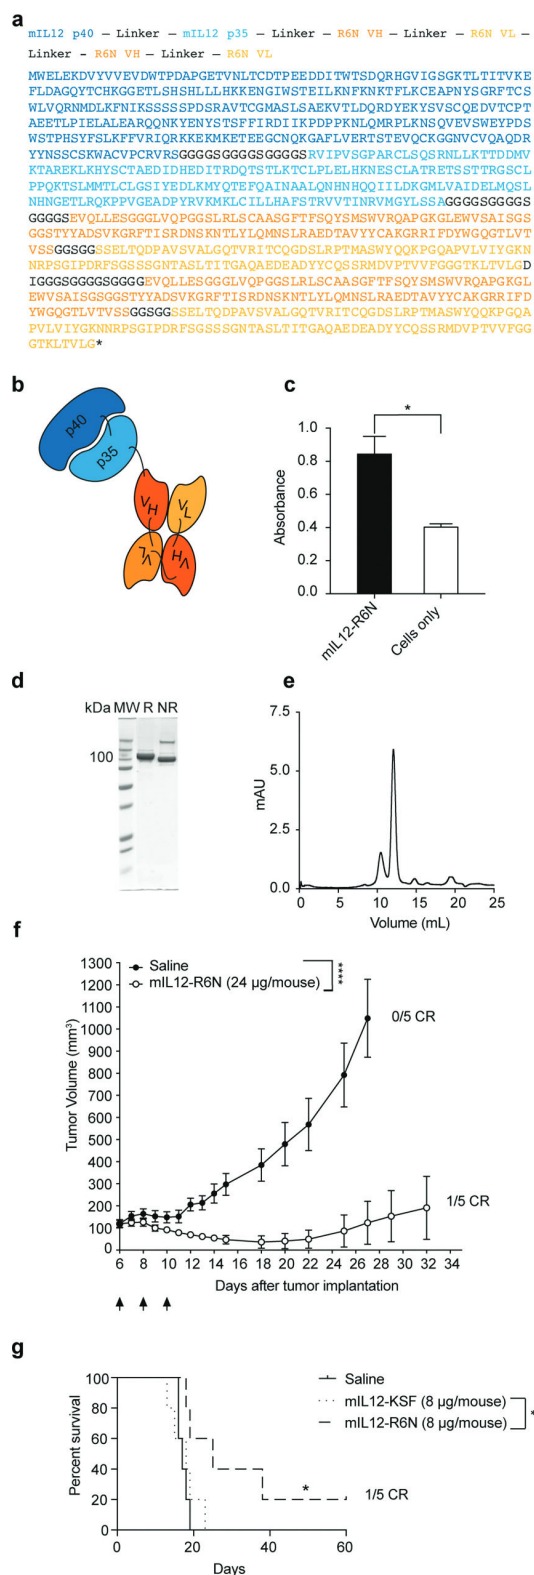 a
mIL12 p40 — Linker — mIL12 p35 — Linker — R6N VH — Linker — R6N VL —
Linker — R6N VH — Linker — R6N VL
MWELEKDVYVVEVDWTPDAPGETVNLTCDTPEEDDITWTSDQRHGVIGSGKTLTITVKE
FLDAGQYTCHKGGETLSHSHLLLHKKENGIWSTEILKNFKNKTFLKCEAPNYSGRFTCS
WLVQRNMDLKFNIKSSSSSPDSRAVTCGMASLSAEKVTLDQRDYEKYSVSCQEDVTCPT
AEETLPIELALEARQQNKYENYSTSFFIRDIIKPDPPKNLQMRPLKNSQVEVSWEYPDS
WSTPHSYFSLKFFVRIQRKKEKMKETEEGCNQKGAFLVERTSTEVQCKGGNVCVQAQDR
YYNSSCSKWACVPCRVRSGGGGSGGGGSGGGGSRVIPVSGPARCLSQSRNLLKTTDDMV
KTAREKLKHYSCTAEDIDHEDITRDQTSTLKTCLPLELHKNESCLATRETSSTTRGSCL
PPQKTSLMMTLCLGSIYEDLKMYQTEFQAINAALQNHNHQQIILDKGMLVAIDELMQSL
NHNGETLRQKPPVGEADPYRVKMKLCILLHAFSTRVVTINRVMGYLSSAGGGGSGGGGS
GGGGSEVQLLESGGGLVQPGGSLRLSCAASGFTFSQYSMSWVRQAPGKGLEWVSAISGS
GGSTYYADSVKGRFTISRDNSKNTLYLQMNSLRAEDTAVYYCAKGRRIFDYWGQGTLVT
VSSGGSGGSSELTQDPAVSVALGQTVRITCQGDSLRPTMASWYQQKPGQAPVLVIYGKN
NRPSGIPDRFSGSSSGNTASLTITGAQAEDEADYYCQSSRMDVPTVVFGGGTKLTVLGD
IGGGSGGGGSGGGGEVQLLESGGGLVQPGGSLRLSCAASGFTFSQYSMSWVRQAPGKGL
EWVSAISGSGGSTYYADSVKGRFTISRDNSKNTLYLQMNSLRAEDTAVYYCAKGRRIFD
YWGQGTLVTVSSGGSGGSSELTQDPAVSVALGQTVRITCQGDSLRPTMASWYQQKPGQA
PVLVIYGKNNRPSGIPDRFSGSSSGNTASLTITGAQAEDEADYYCQSSRMDVPTVVFGG
GTKLTVLG*
b
p40
p35
VH
VL
VL
VH
c
*
Absorbance
1.0
0.8
0.6
0.4
0.2
0.0
mIL12-R6N
Cells only
d
kDa MW R NR
100
e
mAU
7.5
5.0
2.5
0.0
0 5 10 15 20 25
Volume (mL)
f
Saline
mIL12-R6N (24 µg/mouse)
****
0/5 CR
1/5 CR
Tumor Volume (mm³)
1300
1200
1100
1000
900
800
700
600
500
400
300
200
100
0
6 8 10 12 14 16 18 20 22 24 26 28 30 32 34
Days after tumor implantation
g
Saline
mIL12-KSF (8 µg/mouse)
mIL12-R6N (8 µg/mouse)
*
*
1/5 CR
Percent survival
100
80
60
40
20
0
0 20 40 60
Days